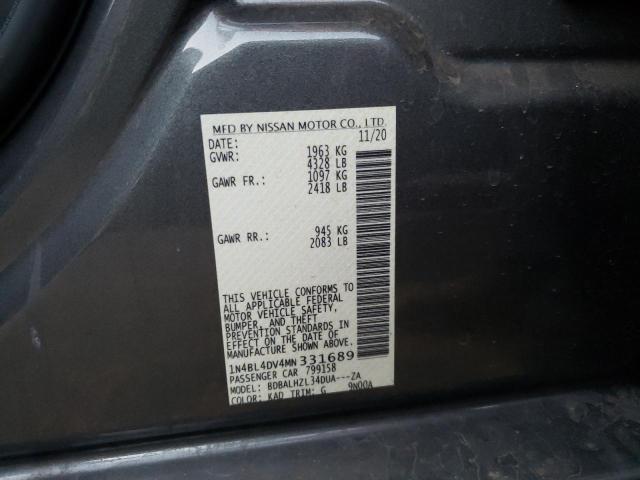 MFD BY NISSAN MOTOR CO., LTD.
DATE: 11/20
GVWR: 1963 KG
4328 LB
GAWR FR.: 1097 KG
2418 LB
GAWR RR.: 945 KG
2083 LB
THIS VEHICLE CONFORMS TO
ALL APPLICABLE FEDERAL
MOTOR VEHICLE SAFETY,
BUMPER, AND THEFT
PREVENTION STANDARDS IN
EFFECT ON THE DATE OF
MANUFACTURE SHOWN ABOVE.
1N4BL4DV4MN331689
PASSENGER CAR 799158
MODEL: BDBALHZL34DUA---ZA
COLOR: KAD TRIM: G 9N00A